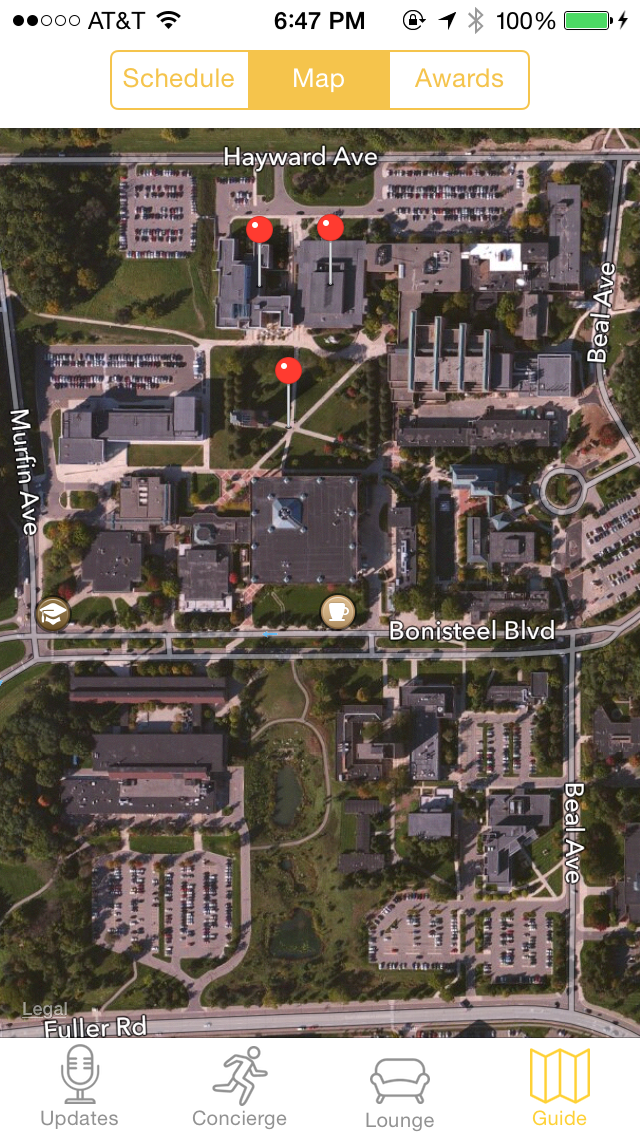 AT&T 6:47 PM 100%
Schedule Map Awards
Hayward Ave
Beal Ave
Murfin Ave
Bonisteel Blvd
Beal Ave
Legal
Fuller Rd
Updates Concierge Lounge Guide